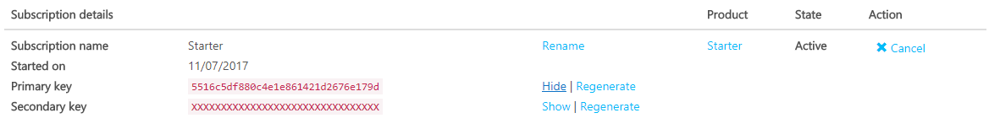 Subscription details Product State Action
Subscription name Starter Rename Starter Active ✖ Cancel
Started on 11/07/2017
Primary key 5516c5df880c4e1e861421d2676e179d Hide | Regenerate
Secondary key XXXXXXXXXXXXXXXXXXXXXXXXXXXXXXXX Show | Regenerate